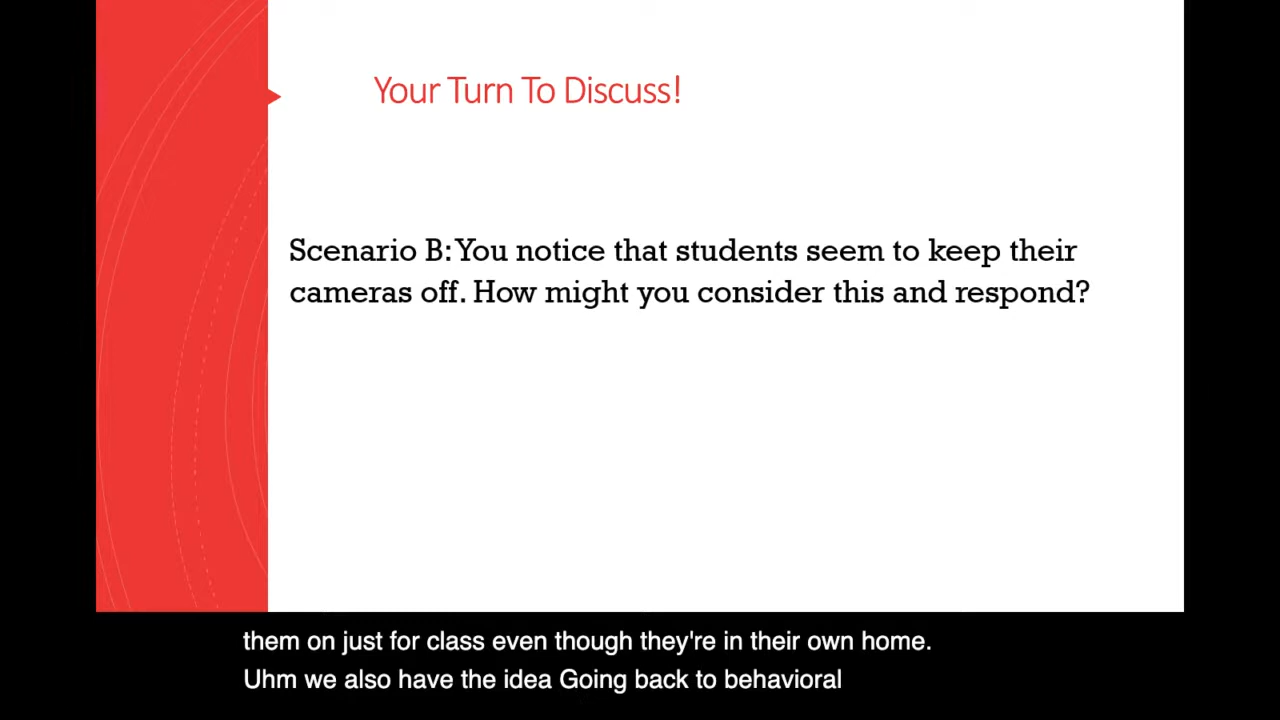 Your Turn To Discuss!
Scenario B: You notice that students seem to keep their
cameras off. How might you consider this and respond?
them on just for class even though they're in their own home.
Uhm we also have the idea Going back to behavioral